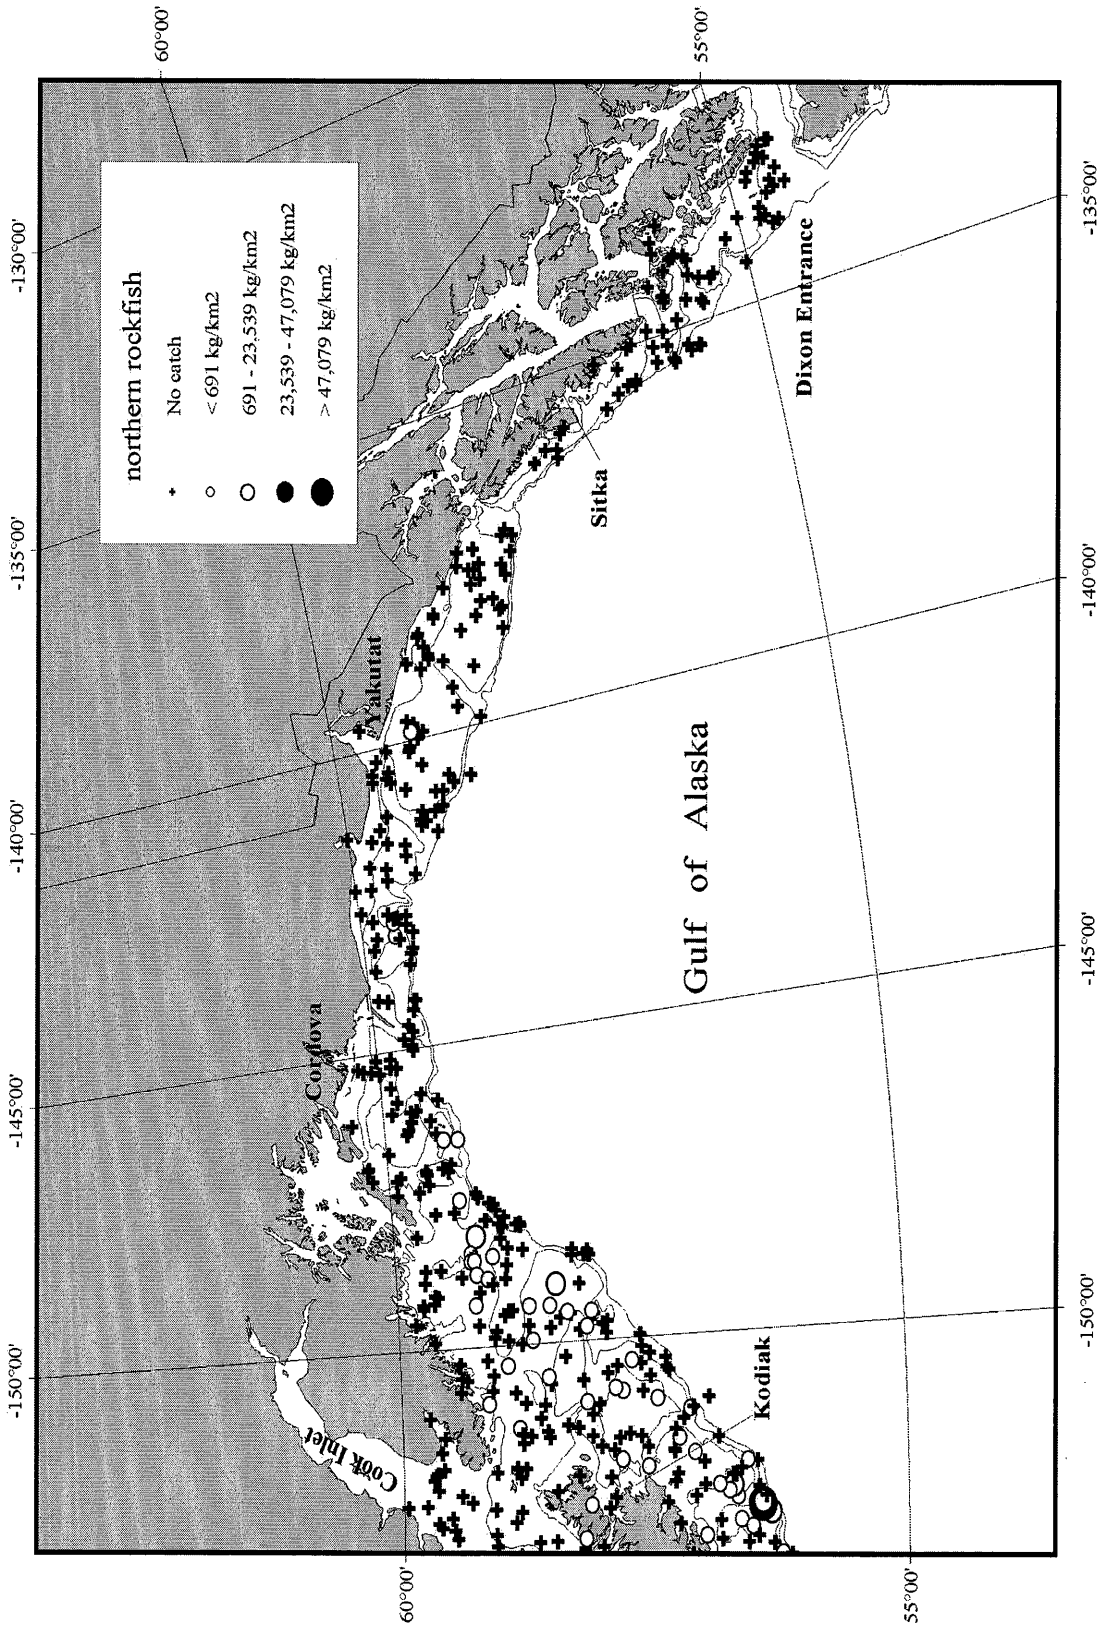 northern rockfish
No catch
< 691 kg/km2
691 - 23,539 kg/km2
23,539 - 47,079 kg/km2
> 47,079 kg/km2
-150°00'
-145°00'
-140°00'
-135°00'
-130°00'
60°00'
55°00'
Cook Inlet
Cordova
Yakutat
Sitka
Dixon Entrance
Gulf of Alaska
Kodiak
60°00'
55°00'
-150°00'
-145°00'
-140°00'
-135°00'